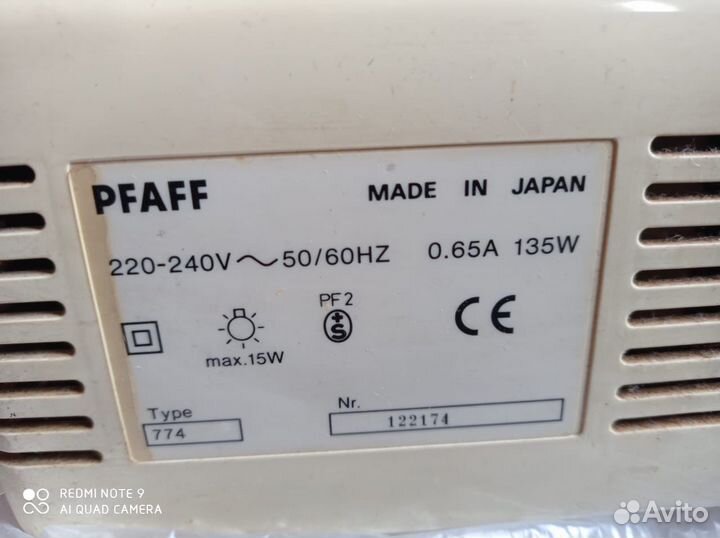 PFAFF MADE IN JAPAN
220-240V ~ 50/60HZ 0.65A 135W
PF2
+S
CE
max.15W
Type
774
Nr.
122174
REDMI NOTE 9
AI QUAD CAMERA
Avito